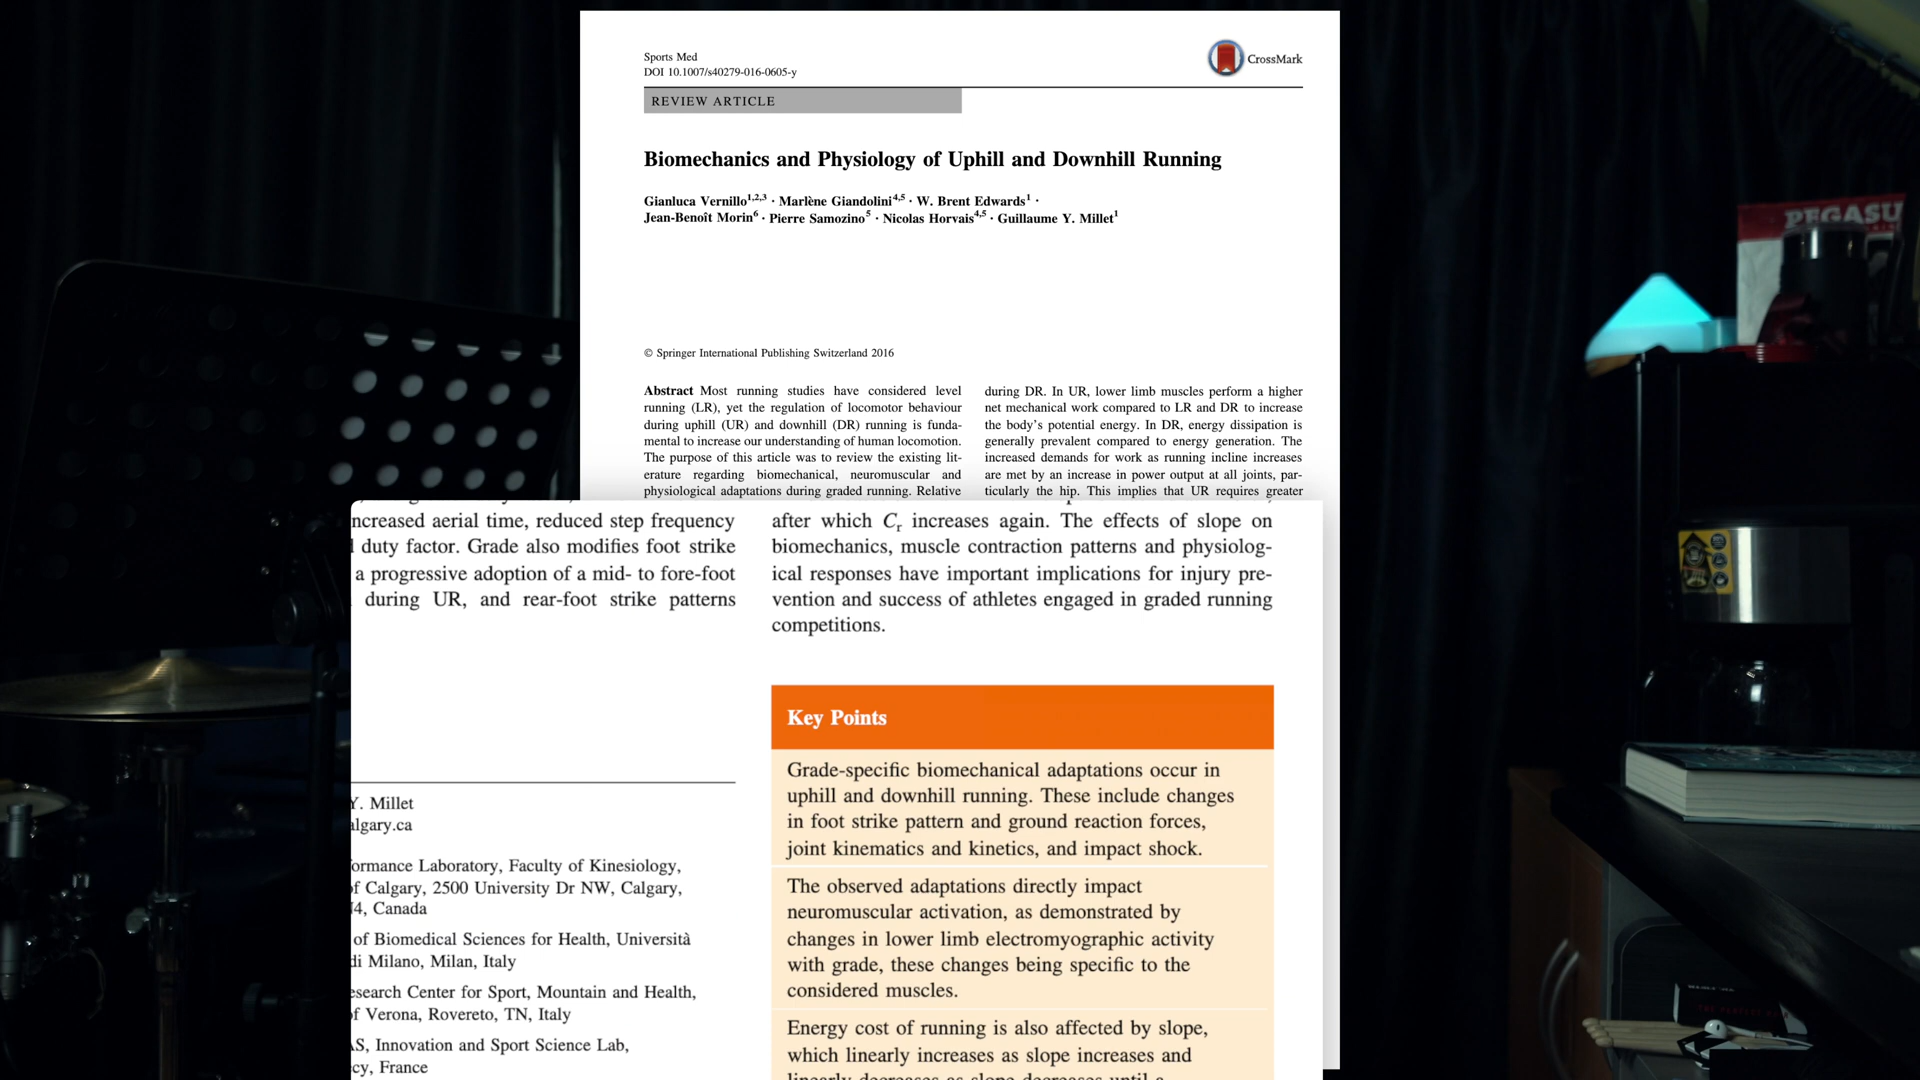 Sports Med
DOI 10.1007/s40279-016-0605-y
CrossMark
REVIEW ARTICLE
Biomechanics and Physiology of Uphill and Downhill Running
Gianluca Vernillo1,2,3 · Marlène Giandolini4,5 · W. Brent Edwards1 ·
Jean-Benoît Morin6 · Pierre Samozino5 · Nicolas Horvais4,5 · Guillaume Y. Millet1
© Springer International Publishing Switzerland 2016
Abstract Most running studies have considered level
running (LR), yet the regulation of locomotor behaviour
during uphill (UR) and downhill (DR) running is funda-
mental to increase our understanding of human locomotion.
The purpose of this article was to review the existing lit-
erature regarding biomechanical, neuromuscular and
physiological adaptations during graded running. Relative
during DR. In UR, lower limb muscles perform a higher
net mechanical work compared to LR and DR to increase
the body's potential energy. In DR, energy dissipation is
generally prevalent compared to energy generation. The
increased demands for work as running incline increases
are met by an increase in power output at all joints, par-
ticularly the hip. This implies that UR requires greater
ncreased aerial time, reduced step frequency
duty factor. Grade also modifies foot strike
a progressive adoption of a mid- to fore-foot
during UR, and rear-foot strike patterns
Y. Millet
algary.ca
ormance Laboratory, Faculty of Kinesiology,
of Calgary, 2500 University Dr NW, Calgary,
N4, Canada
of Biomedical Sciences for Health, Università
di Milano, Milan, Italy
esearch Center for Sport, Mountain and Health,
of Verona, Rovereto, TN, Italy
AS, Innovation and Sport Science Lab,
cy, France
after which Cr increases again. The effects of slope on
biomechanics, muscle contraction patterns and physiolog-
ical responses have important implications for injury pre-
vention and success of athletes engaged in graded running
competitions.
Key Points
Grade-specific biomechanical adaptations occur in
uphill and downhill running. These include changes
in foot strike pattern and ground reaction forces,
joint kinematics and kinetics, and impact shock.
The observed adaptations directly impact
neuromuscular activation, as demonstrated by
changes in lower limb electromyographic activity
with grade, these changes being specific to the
considered muscles.
Energy cost of running is also affected by slope,
which linearly increases as slope increases and
linearly decreases as slope decreases until a
PEGASU